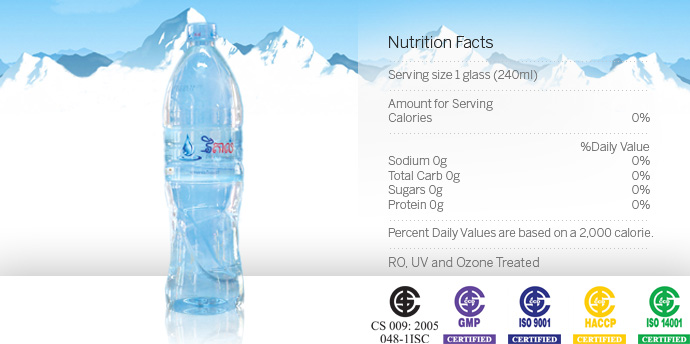 Nutrition Facts
Serving size 1 glass (240ml)
Amount for Serving
Calories 0%
%Daily Value
Sodium 0g 0%
Total Carb 0g 0%
Sugars 0g 0%
Protein 0g 0%
Percent Daily Values are based on a 2,000 calorie.
RO, UV and Ozone Treated
CS 009: 2005
048-1ISC
GMP
CERTIFIED
ISO 9001
CERTIFIED
HACCP
CERTIFIED
ISO 14001
CERTIFIED